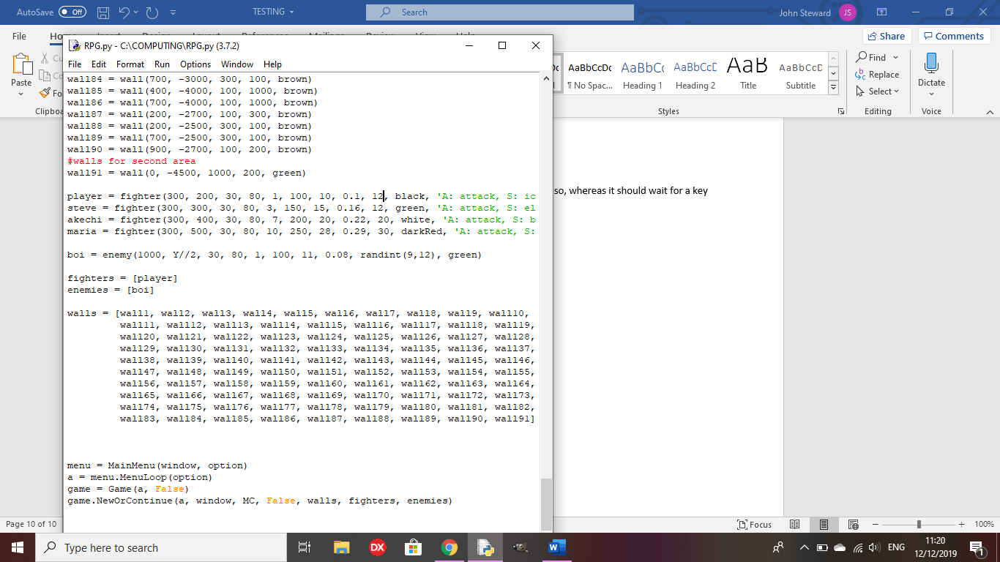 AutoSave Off
TESTING
Search
John Steward
JS
File
Share
Comments
Paste
Cu
Co
Fo
Clipboa
AaBbCcDc
AaBbC(
AaBbCcD
AaB
AaBbCcD
¶ No Spac...
Heading 1
Heading 2
Title
Subtitle
Styles
Find
Replace
Select
Editing
Dictate
Voice
RPG.py - C:\COMPUTING\RPG.py (3.7.2)
File Edit Format Run Options Window Help
wall84 = wall(700, -3000, 300, 100, brown)
wall85 = wall(400, -4000, 100, 1000, brown)
wall86 = wall(700, -4000, 100, 1000, brown)
wall87 = wall(200, -2700, 100, 300, brown)
wall88 = wall(200, -2500, 300, 100, brown)
wall89 = wall(700, -2500, 300, 100, brown)
wall90 = wall(900, -2700, 100, 200, brown)
#walls for second area
wall91 = wall(0, -4500, 1000, 200, green)
player = fighter(300, 200, 30, 80, 1, 100, 10, 0.1, 12, black, 'A: attack, S: ic
steve = fighter(300, 300, 30, 80, 3, 150, 15, 0.16, 12, green, 'A: attack, S: el
akechi = fighter(300, 400, 30, 80, 7, 200, 20, 0.22, 20, white, 'A: attack, S: b
maria = fighter(300, 500, 30, 80, 10, 250, 28, 0.29, 30, darkRed, 'A: attack, S:
boi = enemy(1000, Y//2, 30, 80, 1, 100, 11, 0.08, randint(9,12), green)
fighters = [player]
enemies = [boi]
walls = [wall1, wall2, wall3, wall4, wall5, wall6, wall7, wall8, wall9, wall10,
wall11, wall12, wall13, wall14, wall15, wall16, wall17, wall18, wall19,
wall20, wall21, wall22, wall23, wall24, wall25, wall26, wall27, wall28,
wall29, wall30, wall31, wall32, wall33, wall34, wall35, wall36, wall37,
wall38, wall39, wall40, wall41, wall42, wall43, wall44, wall45, wall46,
wall47, wall48, wall49, wall50, wall51, wall52, wall53, wall54, wall55,
wall56, wall57, wall58, wall59, wall60, wall61, wall62, wall63, wall64,
wall65, wall66, wall67, wall68, wall69, wall70, wall71, wall72, wall73,
wall74, wall75, wall76, wall77, wall78, wall79, wall80, wall81, wall82,
wall83, wall84, wall85, wall86, wall87, wall88, wall89, wall90, wall91]
menu = MainMenu(window, option)
a = menu.MenuLoop(option)
game = Game(a, False)
game.NewOrContinue(a, window, MC, False, walls, fighters, enemies)
so, whereas it should wait for a key
Page 10 of 10
Focus
100%
Type here to search
DX
ENG
11:20
12/12/2019
1